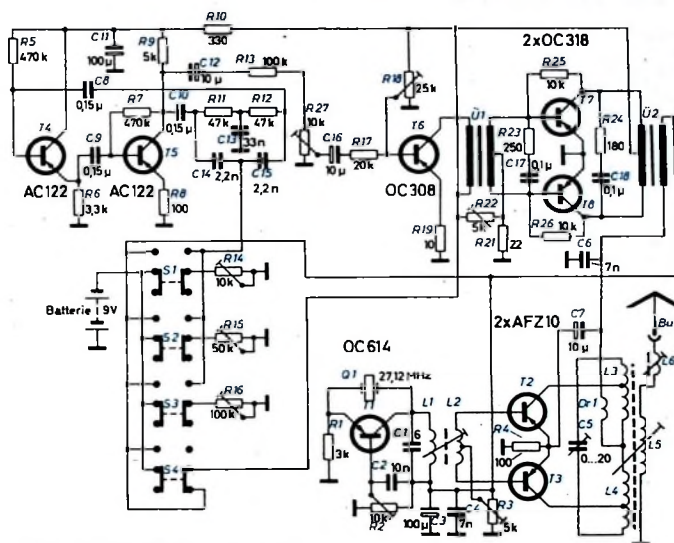 R10
330
2xOC318
C11
100µ
R5
470k
R9
5k
C12
10µ
R13
100k
R18
25k
R25
10k
C8
0,15µ
R7
470k
C10
0,15µ
R11
47k
R12
47k
R27
10k
C16
10µ
R17
20k
T6
OC308
Ü1
T7
Ü2
T4
C9
0,15µ
T5
C13
33n
C14
2,2n
C15
2,2n
R23
250
C17
0,1µ
R24
180
C18
0,1µ
T8
AC122
R6
3,3k
AC122
R8
100
R22
5k
R21
22
R26
10k
R19
10
C6
7n
S1
R14
10k
Batterie
9V
S2
R15
50k
S3
R16
100k
S4
OC614
2xAFZ10
C7
10µ
Bu
L6
Q1
27,12 MHz
T1
L1
L2
T2
L3
Dr1
R1
3k
C1
6
R4
100
C5
0...20
L5
C2
10n
T3
L4
10k
R2
100µ
C3
C4
7n
R3
5k